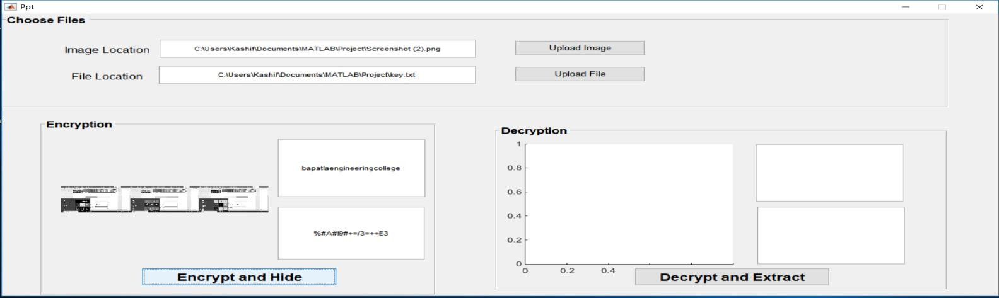 Ppt
Choose Files
Image Location
C:\Users\Kashif\Documents\MATLAB\Project\Screenshot (2).png
Upload Image
File Location
C:\Users\Kashif\Documents\MATLAB\Project\key.txt
Upload File
Encryption
bapatlaengineeringcollege
%#A#I9#+=/3=++E3
Encrypt and Hide
Decryption
1
0.8
0.6
0.4
0.2
0
0 0.2 0.4
Decrypt and Extract